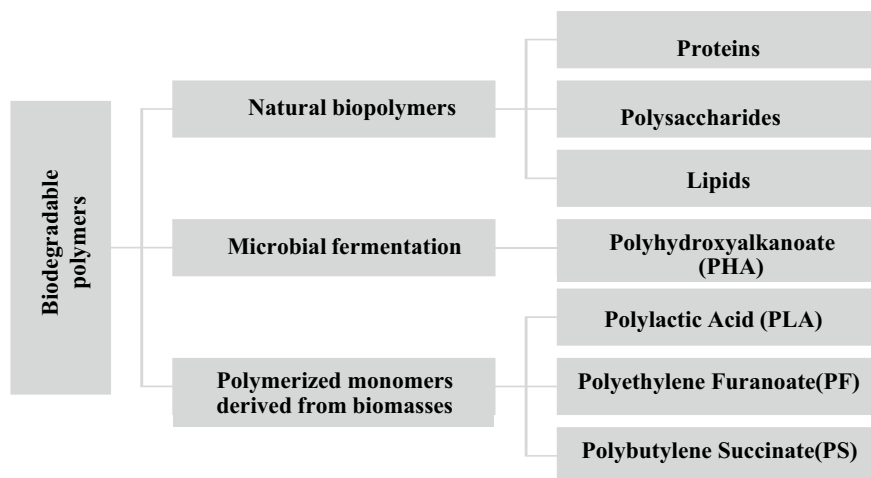 Biodegradable
polymers
Natural biopolymers
Proteins
Polysaccharides
Lipids
Microbial fermentation
Polyhydroxyalkanoate
(PHA)
Polymerized monomers
derived from biomasses
Polylactic Acid (PLA)
Polyethylene Furanoate(PF)
Polybutylene Succinate(PS)